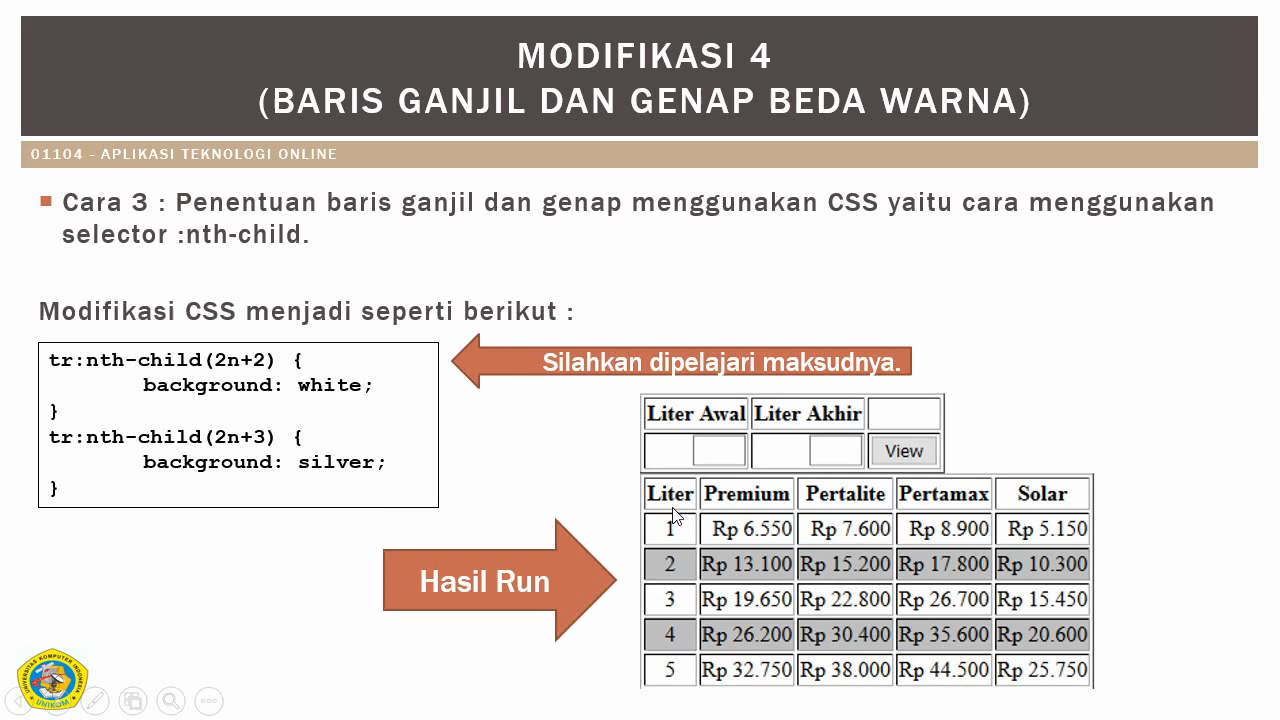 MODIFIKASI 4
(BARIS GANJIL DAN GENAP BEDA WARNA)
01104 - APLIKASI TEKNOLOGI ONLINE
Cara 3 : Penentuan baris ganjil dan genap menggunakan CSS yaitu cara menggunakan
selector :nth-child.
Modifikasi CSS menjadi seperti berikut :
tr:nth-child(2n+2) {
background: white;
}
tr:nth-child(2n+3) {
background: silver;
}
Silahkan dipelajari maksudnya.
Hasil Run
Liter Awal Liter Akhir
View
Liter Premium Pertalite Pertamax Solar
1 Rp 6.550 Rp 7.600 Rp 8.900 Rp 5.150
2 Rp 13.100 Rp 15.200 Rp 17.800 Rp 10.300
3 Rp 19.650 Rp 22.800 Rp 26.700 Rp 15.450
4 Rp 26.200 Rp 30.400 Rp 35.600 Rp 20.600
5 Rp 32.750 Rp 38.000 Rp 44.500 Rp 25.750
UNIVERSITAS KOMPUTER INDONESIA
UNIKOM